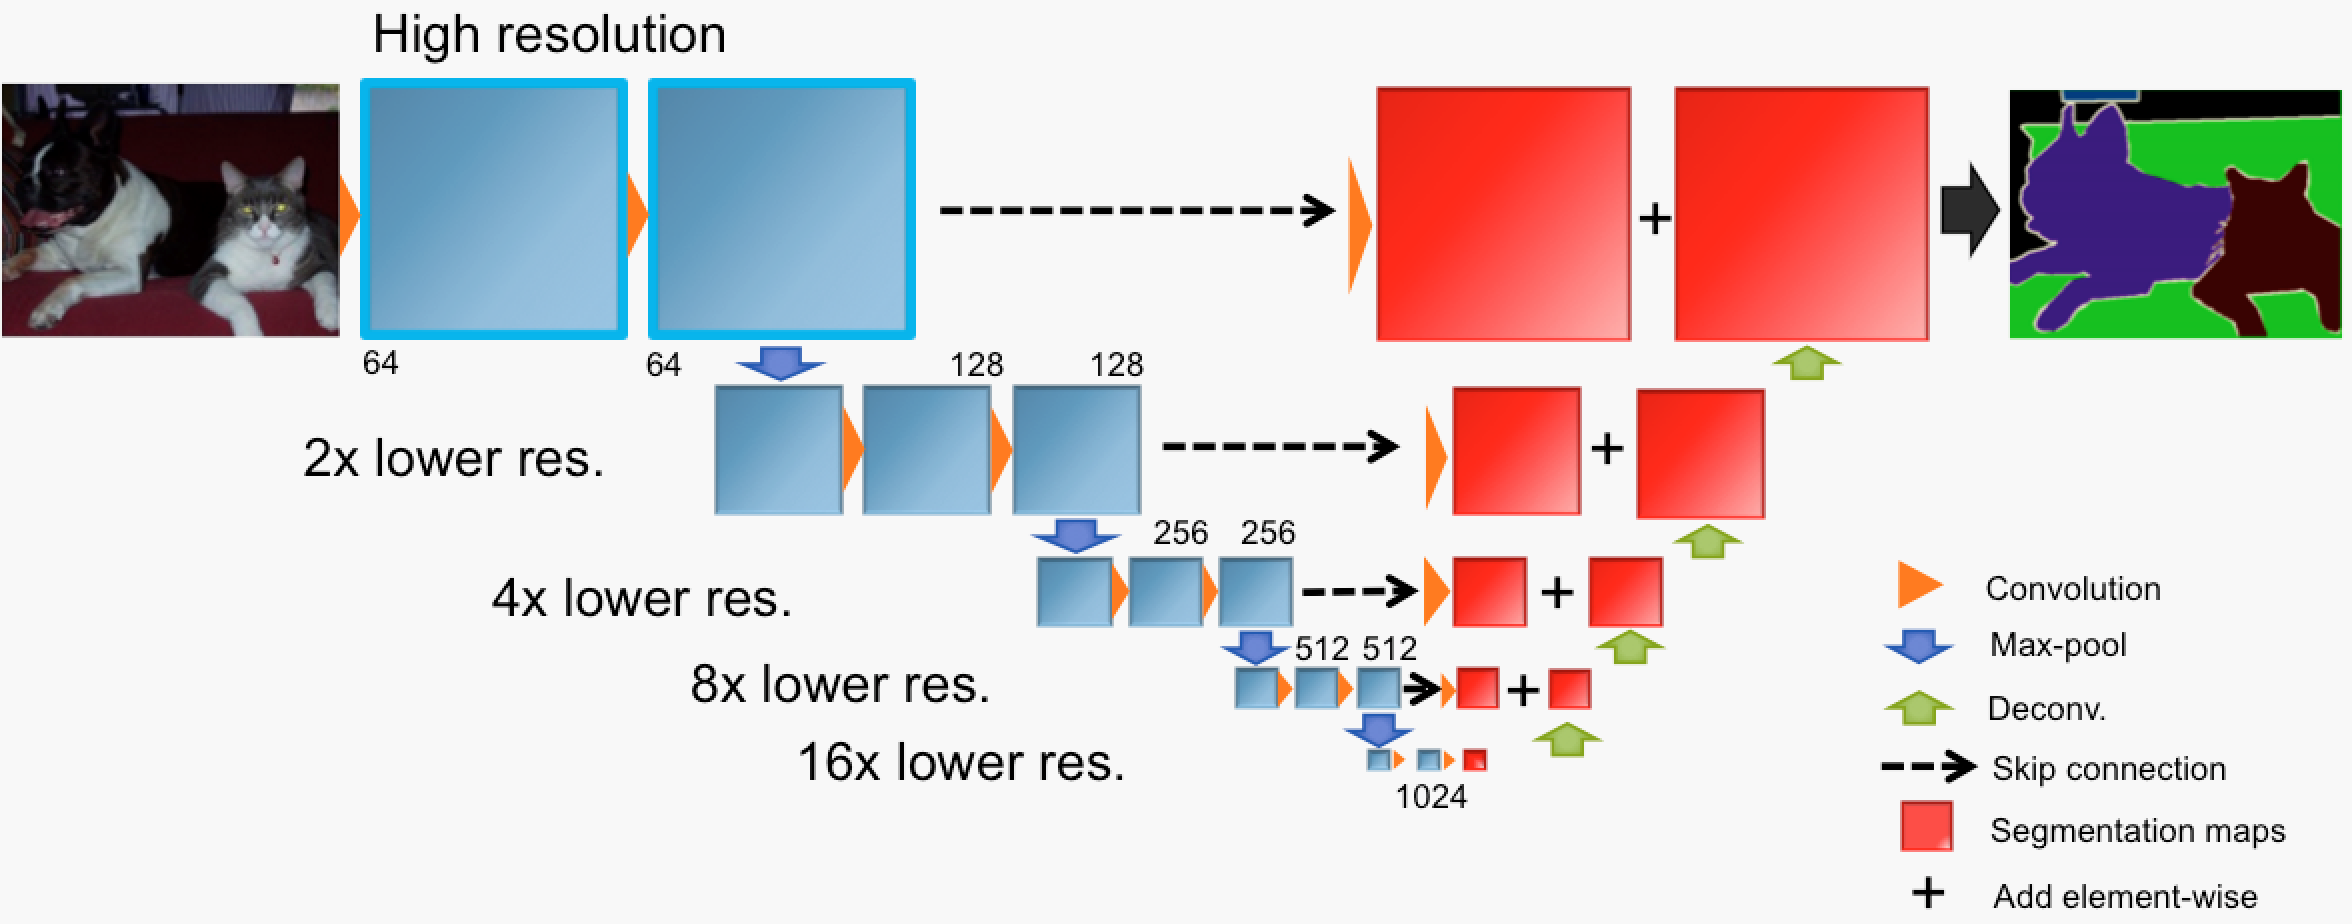 High resolution
64
64
128
128
2x lower res.
256
256
4x lower res.
512
512
8x lower res.
16x lower res.
1024
Convolution
Max-pool
Deconv.
Skip connection
Segmentation maps
+ Add element-wise